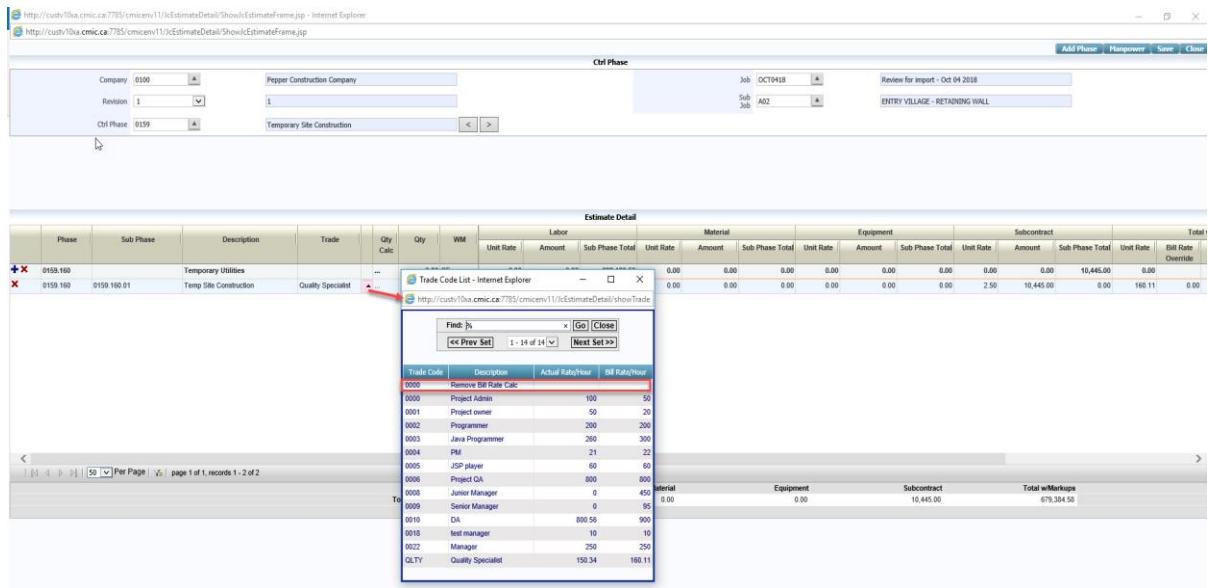 http://custv10xa.cmic.ca:7785/cmicenv11/JcEstimateDetail/ShowJcEstimateFrame.jsp - Internet Explorer
http://custv10xa.cmic.ca:7785/cmicenv11/JcEstimateDetail/ShowJcEstimateFrame.jsp
Add Phase Manpower Save Close
Ctrl Phase
Company 0100 Pepper Construction Company Job OCT0418 Review for import - Oct 04 2018
Revision 1 1 Sub Job A02 ENTRY VILLAGE - RETAINING WALL
Ctrl Phase 0159 Temporary Site Construction < >
Estimate Detail
Labor Material Equipment Subcontract Total
Phase Sub Phase Description Trade Qty Calc Qty WM Unit Rate Amount Sub Phase Total Unit Rate Amount Sub Phase Total Unit Rate Amount Sub Phase Total Unit Rate Amount Sub Phase Total Unit Rate Bill Rate Override
0159.160 Temporary Utilities ... 0.00 0.00 0.00 0.00 0.00 0.00 0.00 0.00 10,445.00 0.00
0159.160 0159.160.01 Temp Site Construction Quality Specialist ... 0.00 0.00 0.00 0.00 0.00 0.00 2.50 10,445.00 0.00 160.11 0.00
Trade Code List - Internet Explorer
http://custv10xa.cmic.ca:7785/cmicenv11/JcEstimateDetail/showTrade
Find: % × Go Close
<< Prev Set 1 - 14 of 14 Next Set >>
Trade Code Description Actual Rate/Hour Bill Rate/Hour
0000 Remove Bill Rate Calc
0000 Project Admin 100 50
0001 Project owner 50 20
0002 Programmer 200 200
0003 Java Programmer 260 300
0004 PM 21 22
0005 JSP player 60 60
0006 Project QA 800 800
0008 Junior Manager 0 450
0009 Senior Manager 0 95
0010 DA 800.56 900
0018 test manager 10 10
0022 Manager 250 250
QLTY Quality Specialist 150.34 160.11
50 Per Page page 1 of 1, records 1 - 2 of 2
Material Equipment Subcontract Total w/Markups
To 0.00 0.00 10,445.00 679,384.58